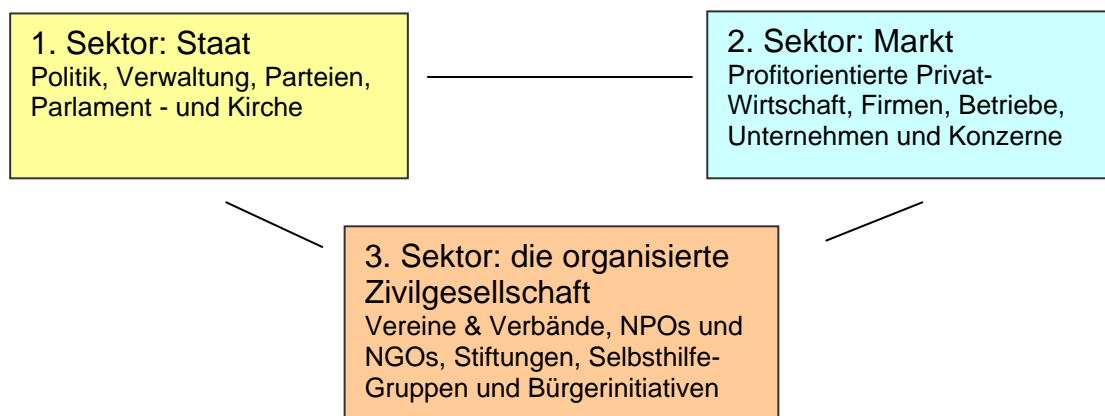 1. Sektor: Staat
Politik, Verwaltung, Parteien,
Parlament - und Kirche
2. Sektor: Markt
Profitorientierte Privat-
Wirtschaft, Firmen, Betriebe,
Unternehmen und Konzerne
3. Sektor: die organisierte
Zivilgesellschaft
Vereine & Verbände, NPOs und
NGOs, Stiftungen, Selbsthilfe-
Gruppen und Bürgerinitiativen